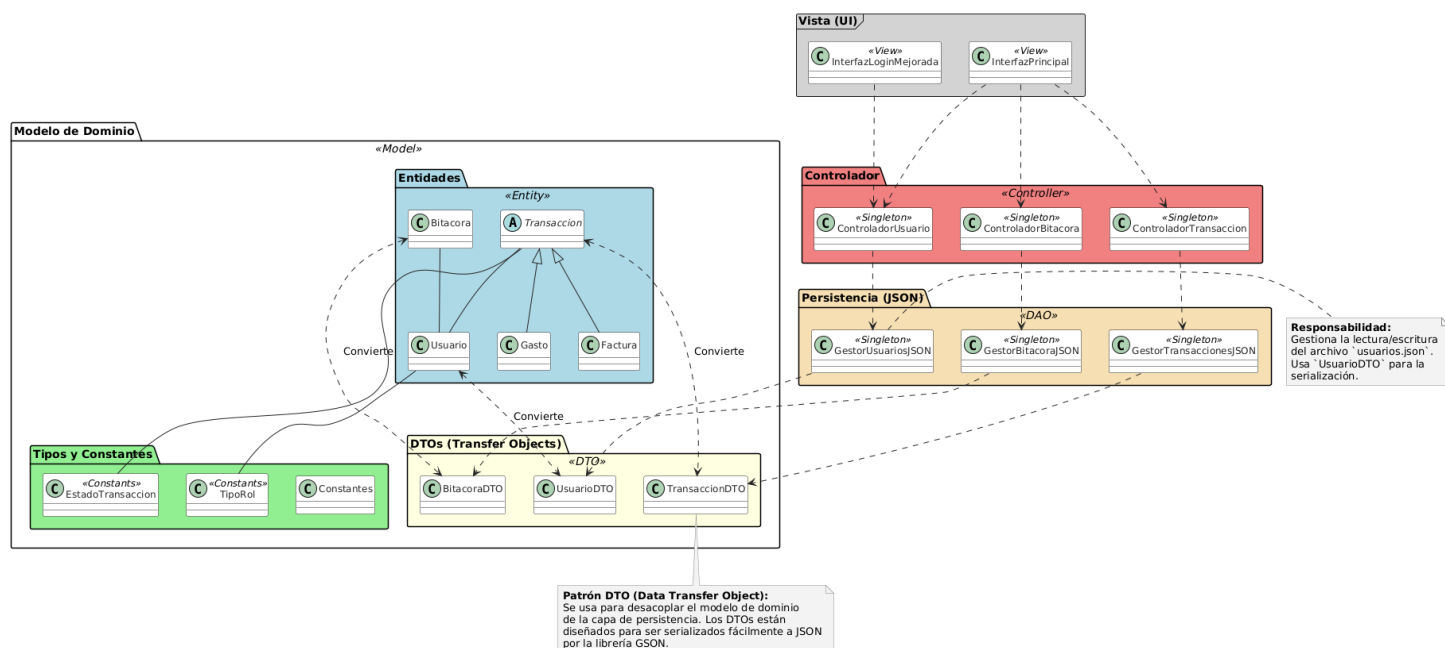 Vista (UI)
C «View» InterfazLoginMejorada
C «View» InterfazPrincipal
Modelo de Dominio
«Model»
Entidades
«Entity»
C Bitacora
A Transaccion
C Usuario
C Gasto
C Factura
Controlador
«Controller»
C «Singleton» ControladorUsuario
C «Singleton» ControladorBitacora
C «Singleton» ControladorTransaccion
Persistencia (JSON)
«DAO»
C «Singleton» GestorUsuariosJSON
C «Singleton» GestorBitacoraJSON
C «Singleton» GestorTransaccionesJSON
Responsabilidad:
Gestiona la lectura/escritura
del archivo `usuarios.json`.
Usa `UsuarioDTO` para la
serialización.
Convierte
Convierte
Convierte
Tipos y Constantes
C «Constants» EstadoTransaccion
C «Constants» TipoRol
C Constantes
DTOs (Transfer Objects)
«DTO»
C BitacoraDTO
C UsuarioDTO
C TransaccionDTO
Patrón DTO (Data Transfer Object):
Se usa para desacoplar el modelo de dominio
de la capa de persistencia. Los DTOs están
diseñados para ser serializados fácilmente a JSON
por la librería GSON.